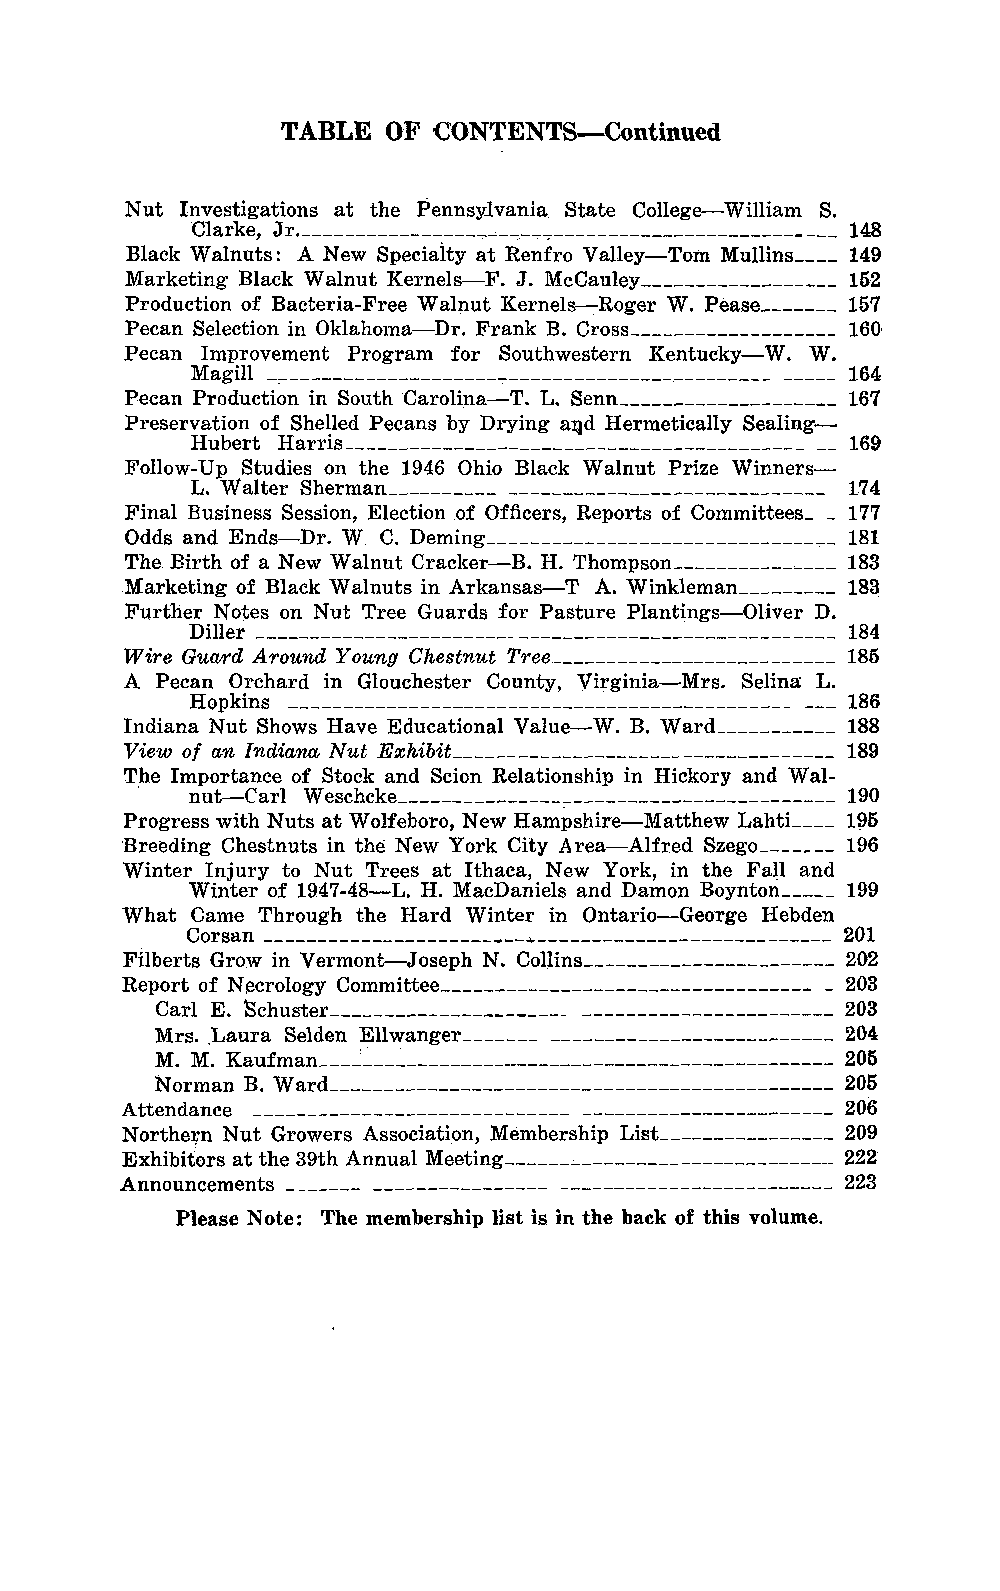 TABLE OF CONTENTS—Continued
Nut Investigations at the Pennsylvania State College—William S.
Clarke, Jr. 148
Black Walnuts: A New Specialty at Renfro Valley—Tom Mullins 149
Marketing Black Walnut Kernels—F. J. McCauley 152
Production of Bacteria-Free Walnut Kernels—Roger W. Pease 157
Pecan Selection in Oklahoma—Dr. Frank B. Cross 160
Pecan Improvement Program for Southwestern Kentucky—W. W.
Magill 164
Pecan Production in South Carolina—T. L. Senn 167
Preservation of Shelled Pecans by Drying and Hermetically Sealing—
Hubert Harris 169
Follow-Up Studies on the 1946 Ohio Black Walnut Prize Winners—
L. Walter Sherman 174
Final Business Session, Election of Officers, Reports of Committees 177
Odds and Ends—Dr. W. C. Deming 181
The Birth of a New Walnut Cracker—B. H. Thompson 183
Marketing of Black Walnuts in Arkansas—T A. Winkleman 183
Further Notes on Nut Tree Guards for Pasture Plantings—Oliver D.
Diller 184
Wire Guard Around Young Chestnut Tree 185
A Pecan Orchard in Glouchester County, Virginia—Mrs. Selina L.
Hopkins 186
Indiana Nut Shows Have Educational Value—W. B. Ward 188
View of an Indiana Nut Exhibit 189
The Importance of Stock and Scion Relationship in Hickory and Wal-
nut—Carl Weschcke 190
Progress with Nuts at Wolfeboro, New Hampshire—Matthew Lahti 195
Breeding Chestnuts in the New York City Area—Alfred Szego 196
Winter Injury to Nut Trees at Ithaca, New York, in the Fall and
Winter of 1947-48—L. H. MacDaniels and Damon Boynton 199
What Came Through the Hard Winter in Ontario—George Hebden
Corsan 201
Filberts Grow in Vermont—Joseph N. Collins 202
Report of Necrology Committee 203
Carl E. Schuster 203
Mrs. Laura Selden Ellwanger 204
M. M. Kaufman 205
Norman B. Ward 205
Attendance 206
Northern Nut Growers Association, Membership List 209
Exhibitors at the 39th Annual Meeting 222
Announcements 223
Please Note: The membership list is in the back of this volume.